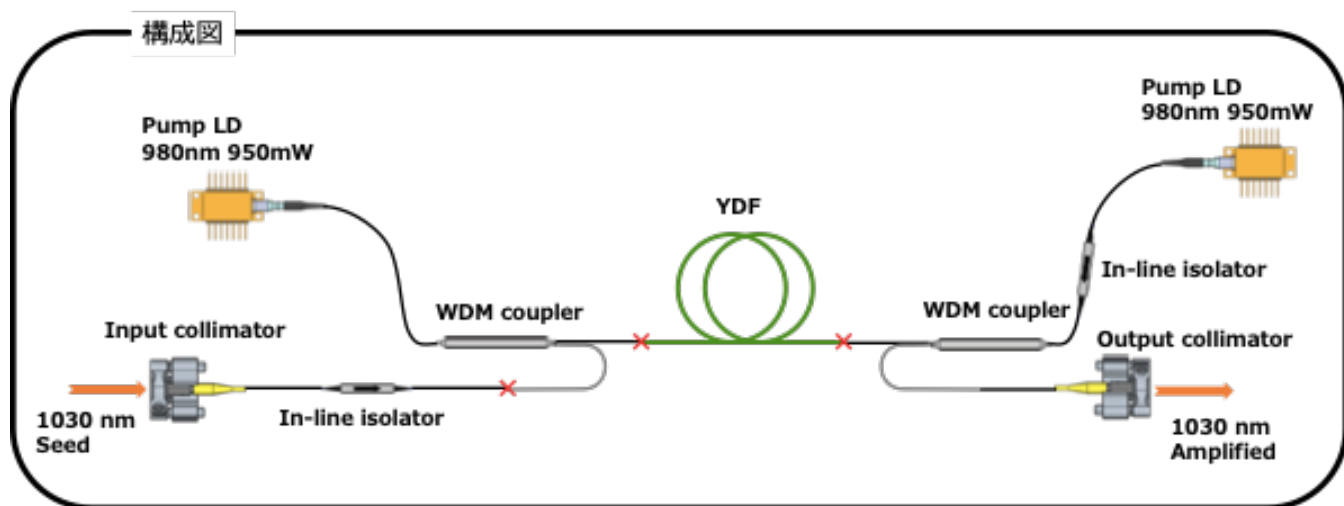 構成図
Pump LD
980nm 950mW
Pump LD
980nm 950mW
YDF
In-line isolator
WDM coupler
WDM coupler
Input collimator
Output collimator
In-line isolator
1030 nm
Seed
1030 nm
Amplified